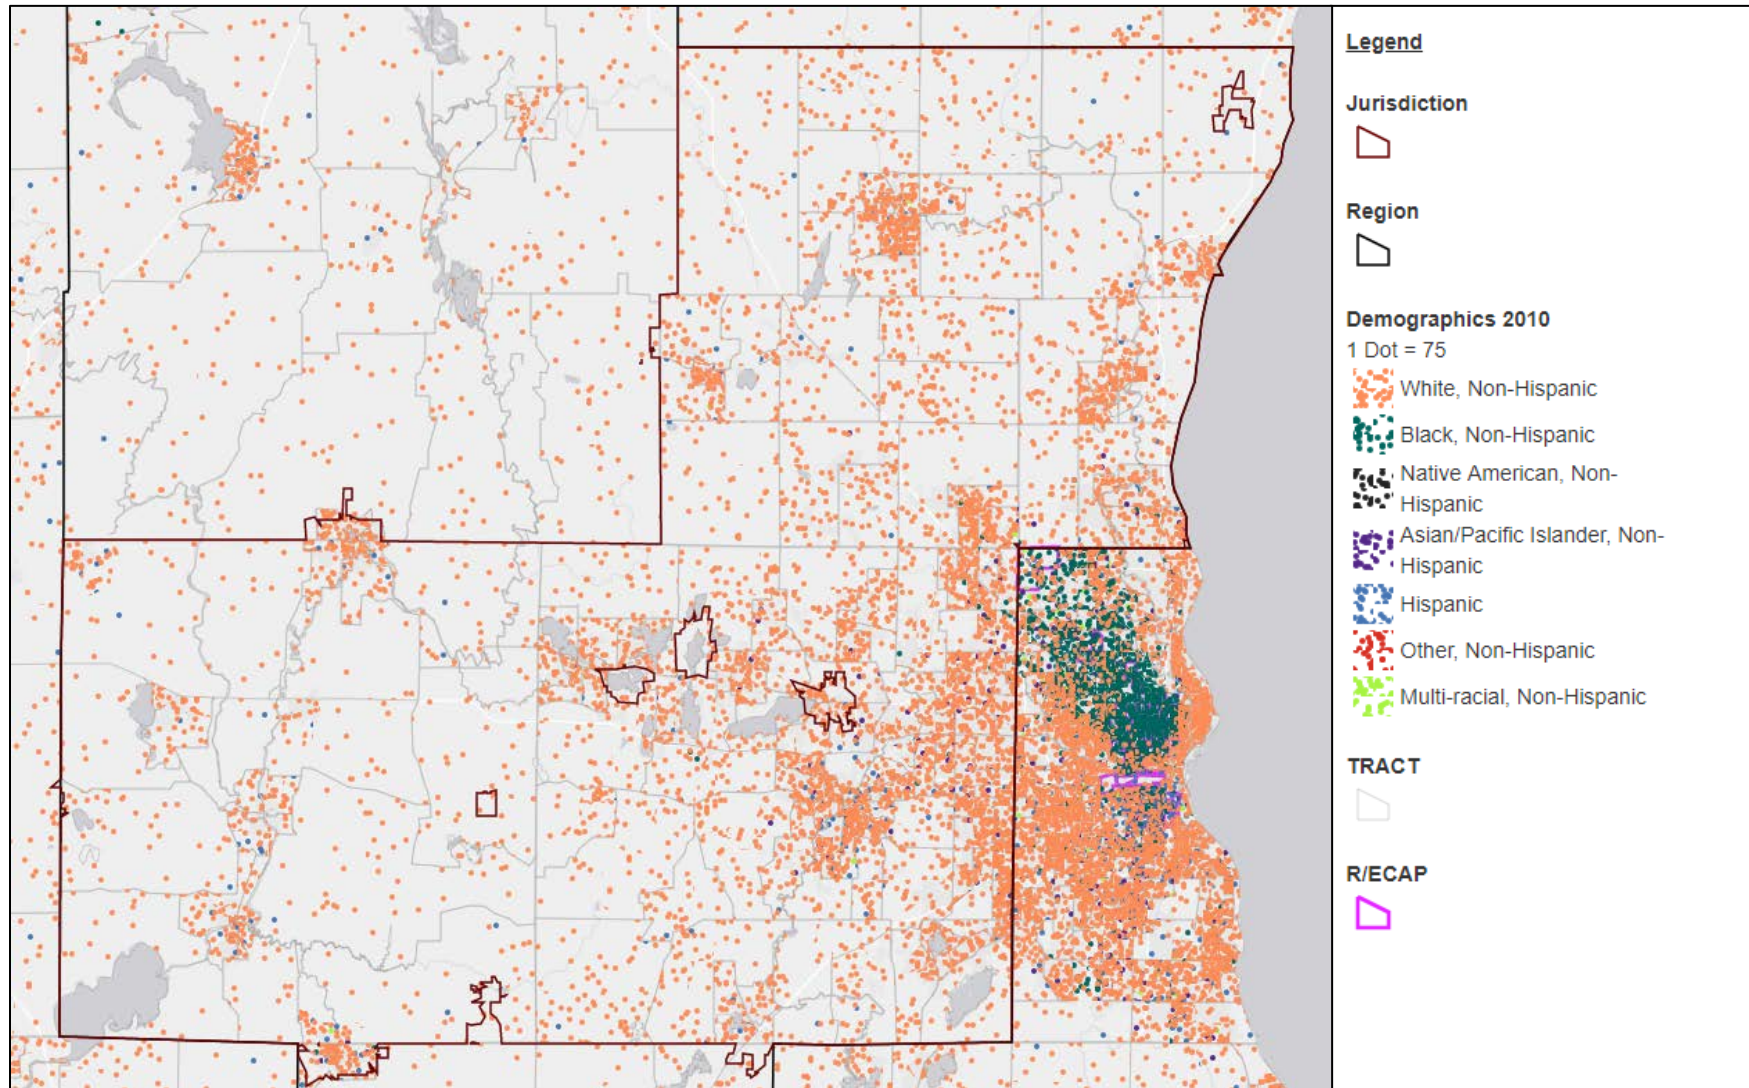 Legend
Jurisdiction
Region
Demographics 2010
1 Dot = 75
White, Non-Hispanic
Black, Non-Hispanic
Native American, Non-
Hispanic
Asian/Pacific Islander, Non-
Hispanic
Hispanic
Other, Non-Hispanic
Multi-racial, Non-Hispanic
TRACT
R/ECAP